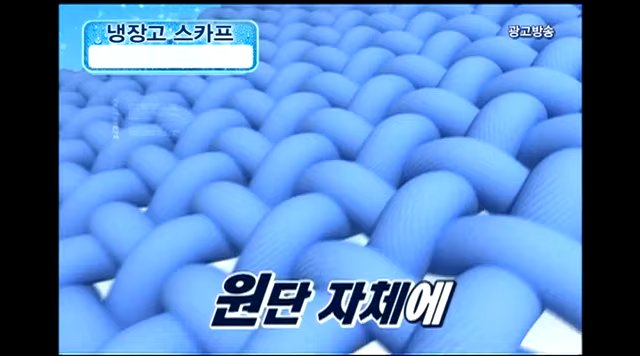 냉장고 스카프
광고방송
원단 자체에